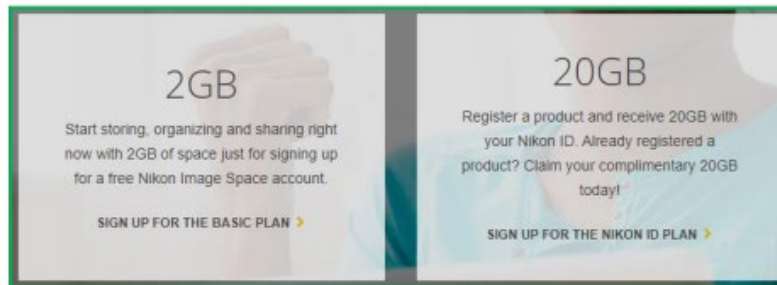 2GB
Start storing, organizing and sharing right
now with 2GB of space just for signing up
for a free Nikon Image Space account.
SIGN UP FOR THE BASIC PLAN >
20GB
Register a product and receive 20GB with
your Nikon ID. Already registered a
product? Claim your complimentary 20GB
today!
SIGN UP FOR THE NIKON ID PLAN >